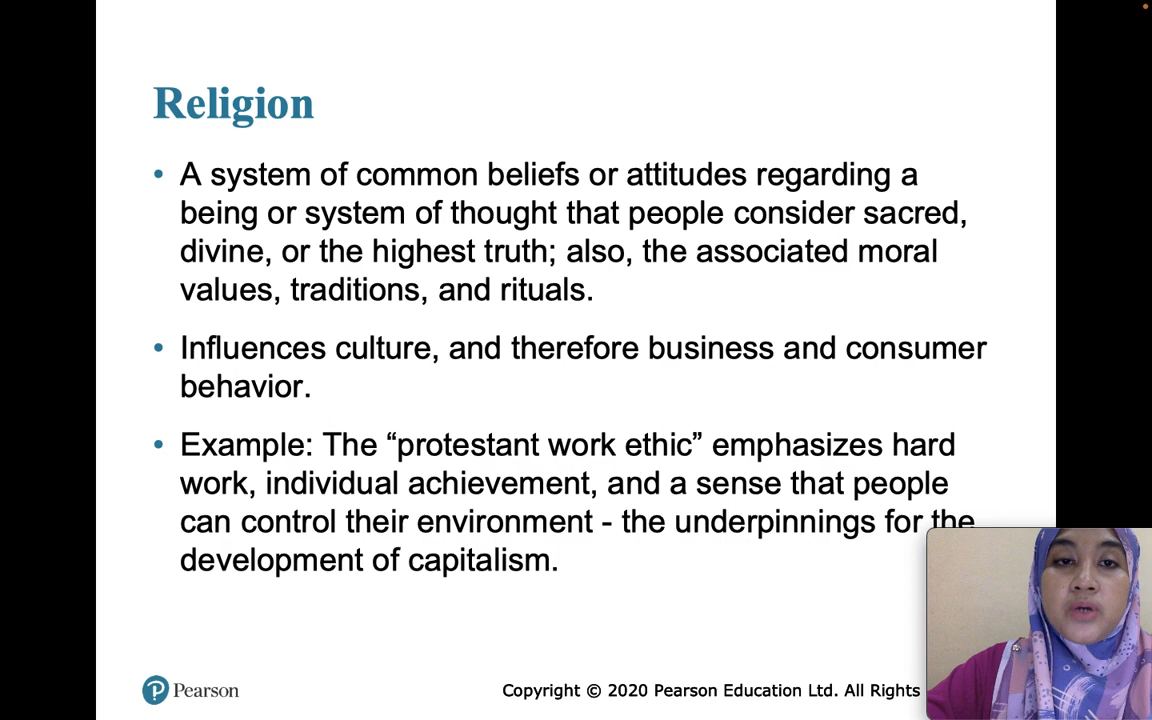 Religion
• A system of common beliefs or attitudes regarding a
being or system of thought that people consider sacred,
divine, or the highest truth; also, the associated moral
values, traditions, and rituals.
• Influences culture, and therefore business and consumer
behavior.
• Example: The “protestant work ethic” emphasizes hard
work, individual achievement, and a sense that people
can control their environment - the underpinnings for the
development of capitalism.
P Pearson
Copyright © 2020 Pearson Education Ltd. All Rights